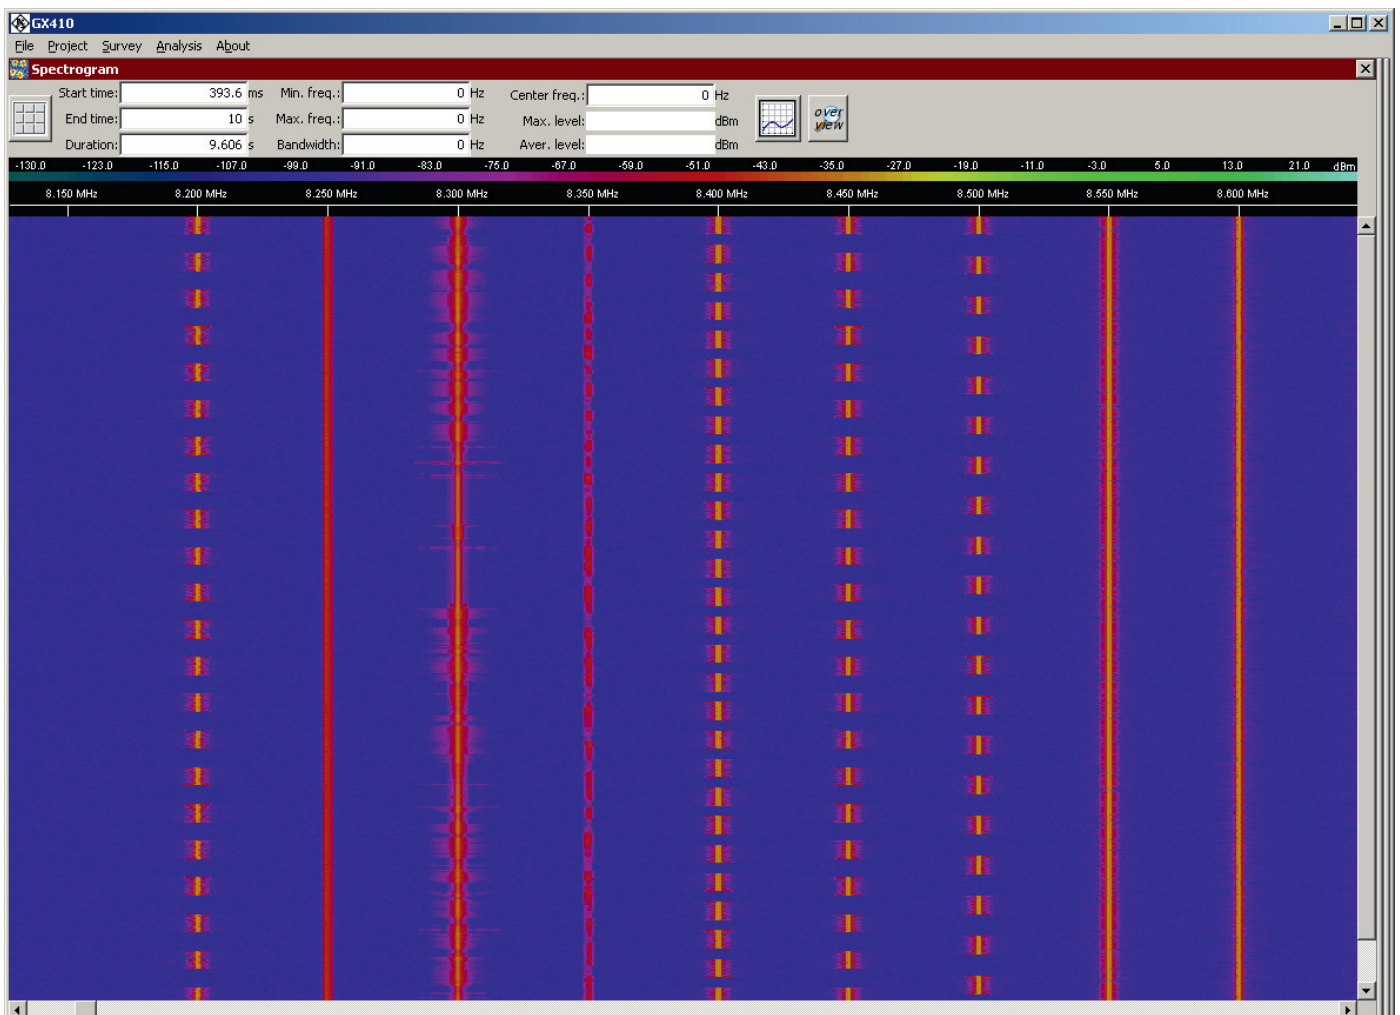 GX410
File Project Survey Analysis About
Spectrogram
Start time: 393.6 ms Min. freq.: 0 Hz Center freq.: 0 Hz
End time: 10 s Max. freq.: 0 Hz Max. level: dBm
Duration: 9.606 s Bandwidth: 0 Hz Aver. level: dBm
over
view
-130.0 -123.0 -115.0 -107.0 -99.0 -91.0 -83.0 -75.0 -67.0 -59.0 -51.0 -43.0 -35.0 -27.0 -19.0 -11.0 -3.0 5.0 13.0 21.0 dBm
8.150 MHz 8.200 MHz 8.250 MHz 8.300 MHz 8.350 MHz 8.400 MHz 8.450 MHz 8.500 MHz 8.550 MHz 8.600 MHz